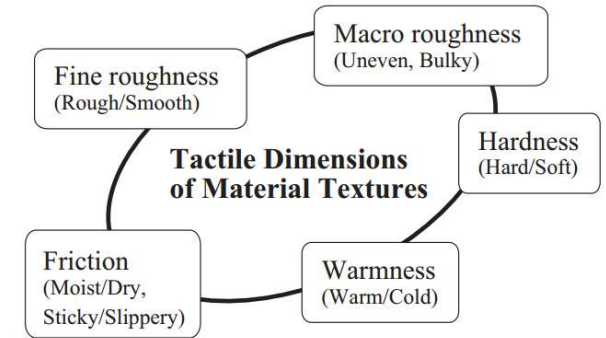 Macro roughness
(Uneven, Bulky)
Fine roughness
(Rough/Smooth)
Hardness
(Hard/Soft)
Tactile Dimensions
of Material Textures
Friction
(Moist/Dry,
Sticky/Slippery)
Warmness
(Warm/Cold)